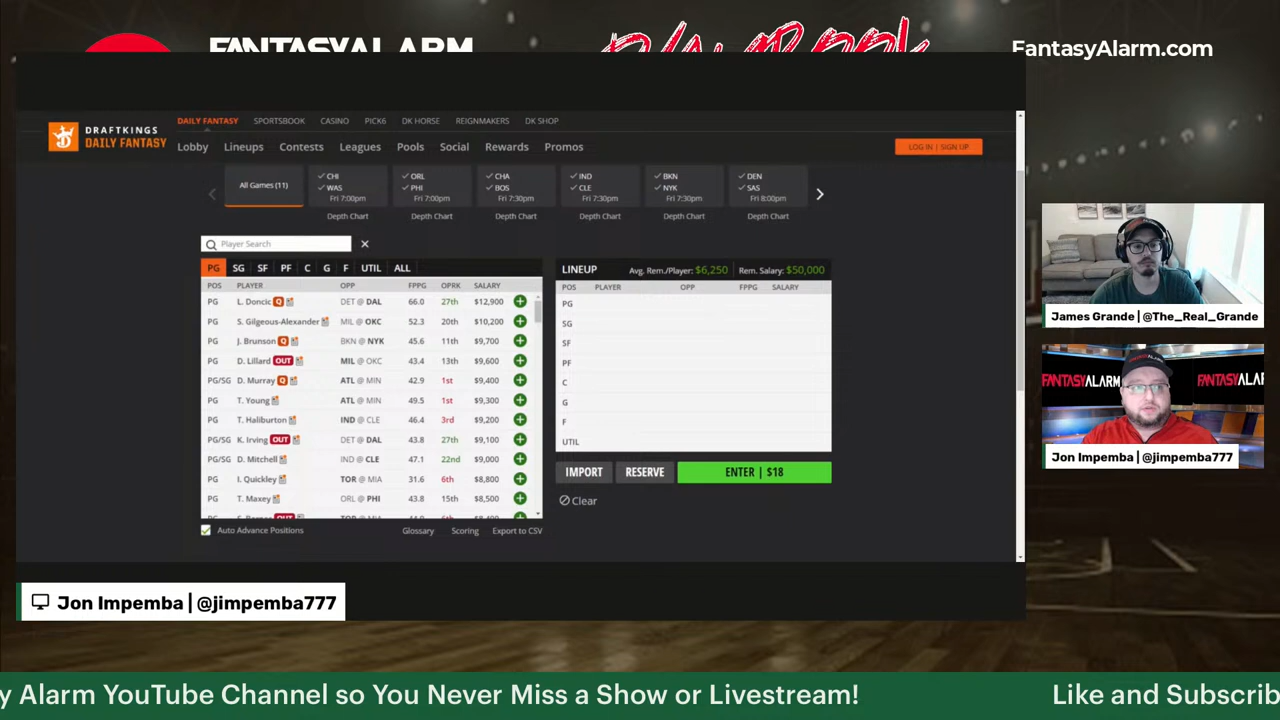 FANTASYALARM
PLAYBOOK
FantasyAlarm.com
DRAFTKINGS
DAILY FANTASY
DAILY FANTASY SPORTSBOOK CASINO PICK6 DK HORSE REIGNMAKERS DK SHOP
Lobby Lineups Contests Leagues Pools Social Rewards Promos
LOG IN / SIGN UP
All Games (11)
CHI WAS Fri 7:00pm
ORL PHI Fri 7:00pm
CHA BOS Fri 7:30pm
IND CLE Fri 7:30pm
BKN NYK Fri 7:30pm
DEN SAS Fri 8:00pm
Depth Chart Depth Chart Depth Chart Depth Chart Depth Chart Depth Chart
Player Search
PG SG SF PF C G F UTIL ALL
POS PLAYER OPP FPPG OPRK SALARY
PG L. Doncic Q DET @ DAL 66.0 27th $12,900
PG S. Gilgeous-Alexander MIL @ OKC 52.3 20th $10,200
PG J. Brunson Q BKN @ NYK 45.6 11th $9,700
PG D. Lillard OUT MIL @ OKC 43.4 13th $9,600
PG/SG D. Murray Q ATL @ MIN 42.9 1st $9,400
PG T. Young ATL @ MIN 49.5 1st $9,300
PG T. Haliburton IND @ CLE 46.4 3rd $9,200
PG/SG K. Irving OUT DET @ DAL 43.8 27th $9,100
PG/SG D. Mitchell IND @ CLE 47.1 22nd $9,000
PG I. Quickley TOR @ MIA 31.6 6th $8,800
PG T. Maxey ORL @ PHI 43.8 15th $8,500
Auto Advance Positions
Glossary Scoring Export to CSV
LINEUP Avg. Rem./Player: $6,250 Rem. Salary: $50,000
POS PLAYER OPP FPPG SALARY
PG
SG
SF
PF
C
G
F
UTIL
IMPORT RESERVE ENTER | $18
Clear
James Grande | @The_Real_Grande
FANTASYALARM
FANTASYALAR
Jon Impemba | @jimpemba777
Jon Impemba | @jimpemba777
y Alarm YouTube Channel so You Never Miss a Show or Livestream! Like and Subscrib